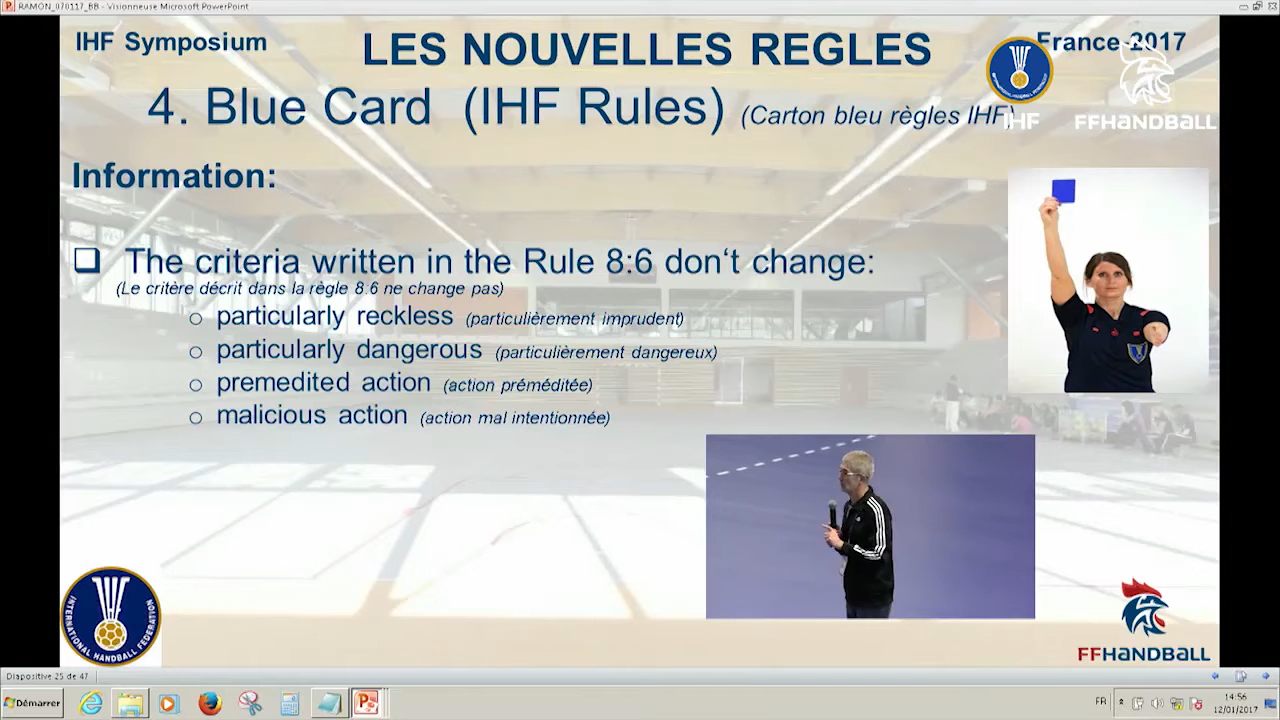 RAMON_070117_BB - Visionneuse Microsoft PowerPoint
IHF Symposium
LES NOUVELLES REGLES
France 2017
4. Blue Card (IHF Rules) (Carton bleu règles IHF)
IHF
FFHANDBALL
Information:
The criteria written in the Rule 8:6 don't change:
(Le critère décrit dans la règle 8:6 ne change pas)
particularly reckless (particulièrement imprudent)
particularly dangerous (particulièrement dangereux)
premedited action (action préméditée)
malicious action (action mal intentionnée)
INTERNATIONAL HANDBALL FEDERATION
FFHANDBALL
Diapositive 25 de 47
Démarrer
FR
14:56
12/01/2017